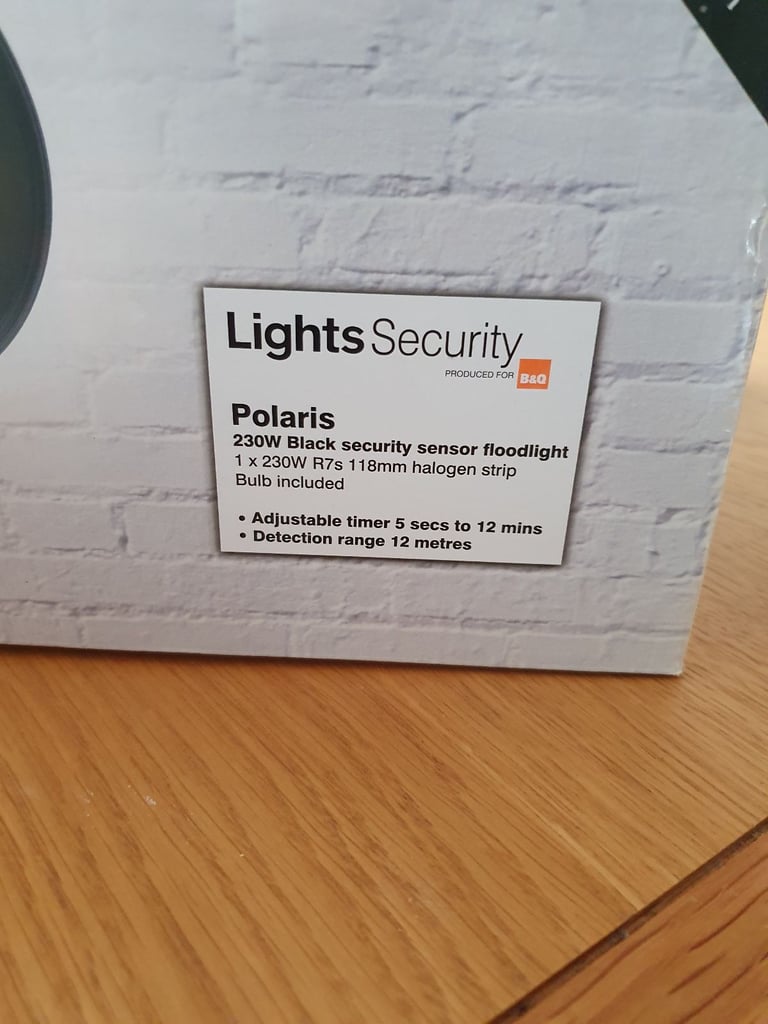 Lights Security
PRODUCED FOR B&Q
Polaris
230W Black security sensor floodlight
1 x 230W R7s 118mm halogen strip
Bulb included
• Adjustable timer 5 secs to 12 mins
• Detection range 12 metres